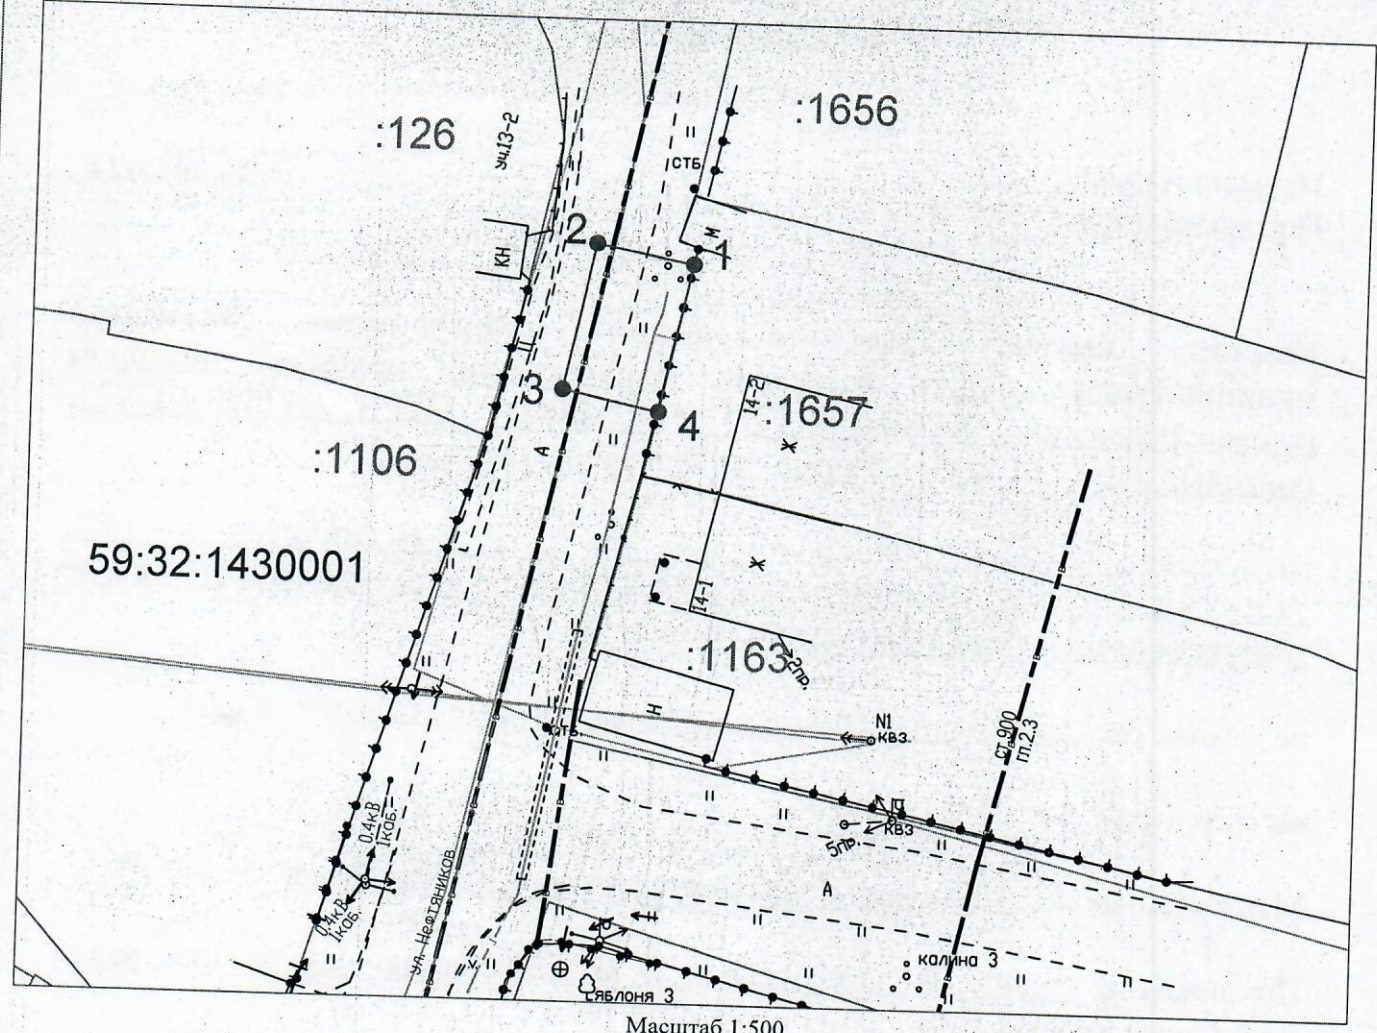 :126
уч.13-2
:1656
СТБ.
М
КН
2
1
3
4
14-2
:1657
А
:1106
59:32:1430001
14-1
:1163
2пр.
Н
СТБ.
N1
КВЗ.
ст.900
гл.2.3
0.4кВ
1каб.
КВЗ
5пр.
А
ул. Нефтяников
0.4кВ
1каб.
калина 3
яблоня 3
Масштаб 1:500